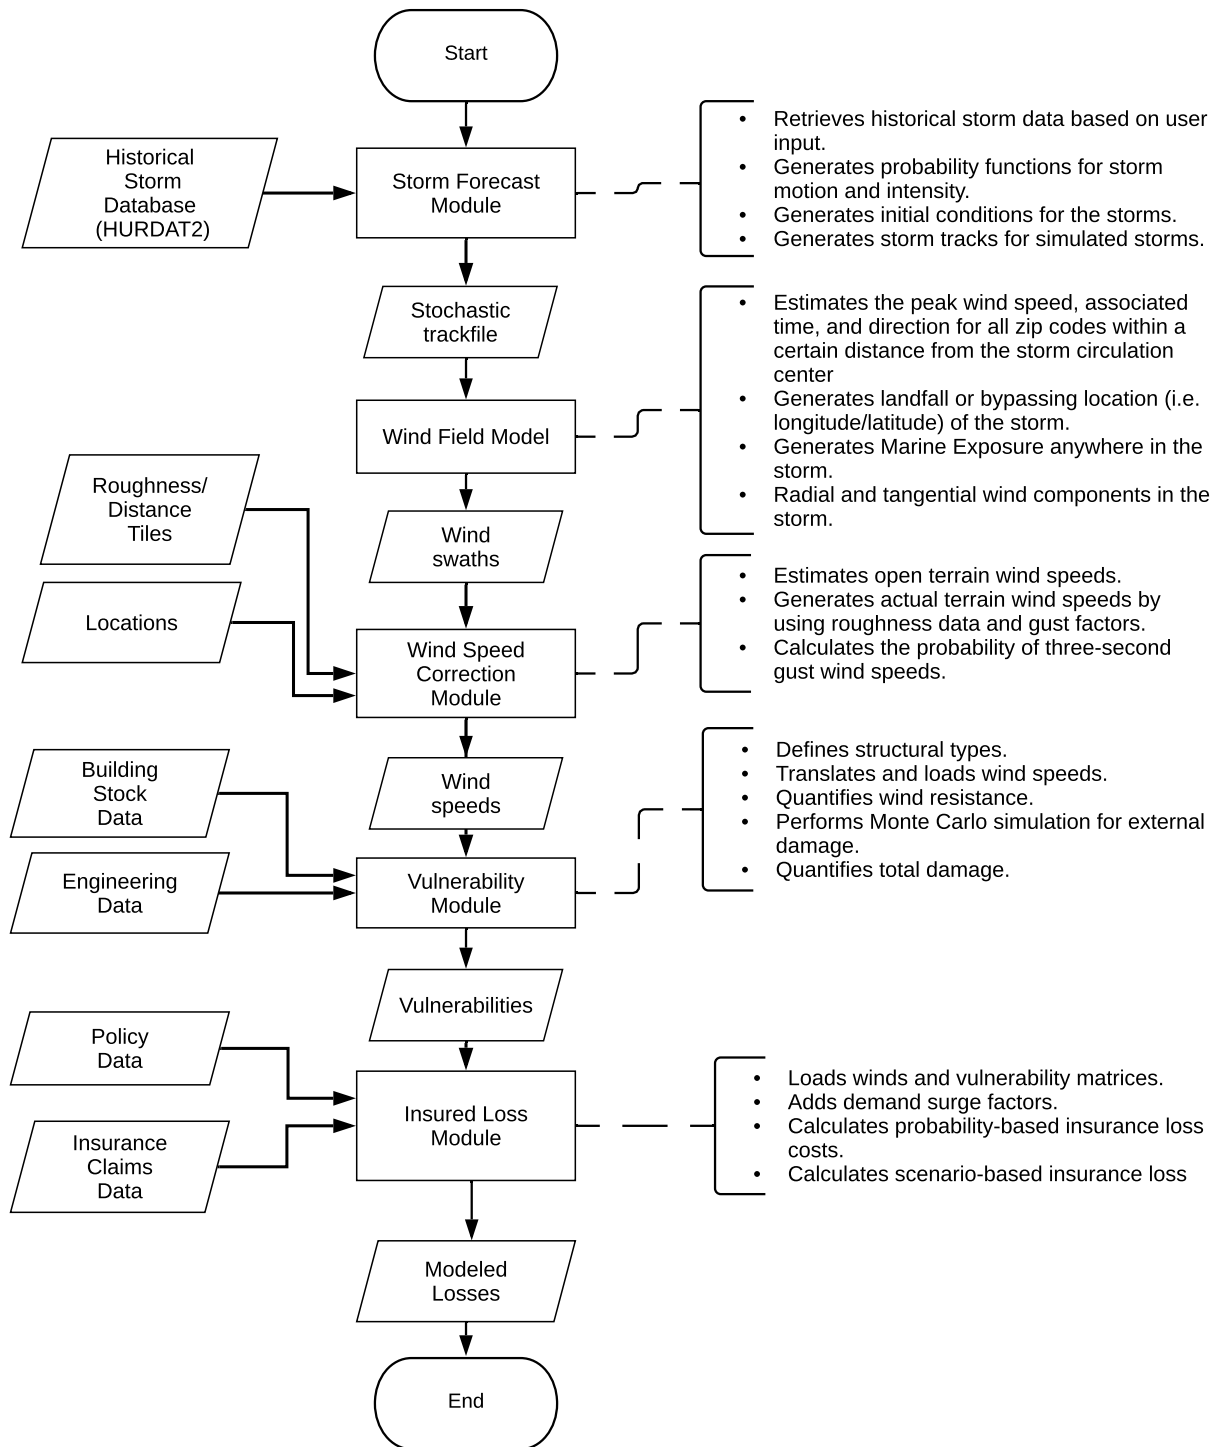 Start
Historical
Storm
Database
(HURDAT2)
Storm Forecast
Module
• Retrieves historical storm data based on user
input.
• Generates probability functions for storm
motion and intensity.
• Generates initial conditions for the storms.
• Generates storm tracks for simulated storms.
Stochastic
trackfile
Wind Field Model
• Estimates the peak wind speed, associated
time, and direction for all zip codes within a
certain distance from the storm circulation
center
• Generates landfall or bypassing location (i.e.
longitude/latitude) of the storm.
• Generates Marine Exposure anywhere in the
storm.
• Radial and tangential wind components in the
storm.
Roughness/
Distance
Tiles
Wind
swaths
Locations
Wind Speed
Correction
Module
• Estimates open terrain wind speeds.
• Generates actual terrain wind speeds by
using roughness data and gust factors.
• Calculates the probability of three-second
gust wind speeds.
Building
Stock
Data
Wind
speeds
Engineering
Data
Vulnerability
Module
• Defines structural types.
• Translates and loads wind speeds.
• Quantifies wind resistance.
• Performs Monte Carlo simulation for external
damage.
• Quantifies total damage.
Vulnerabilities
Policy
Data
Insurance
Claims
Data
Insured Loss
Module
• Loads winds and vulnerability matrices.
• Adds demand surge factors.
• Calculates probability-based insurance loss
costs.
• Calculates scenario-based insurance loss
Modeled
Losses
End